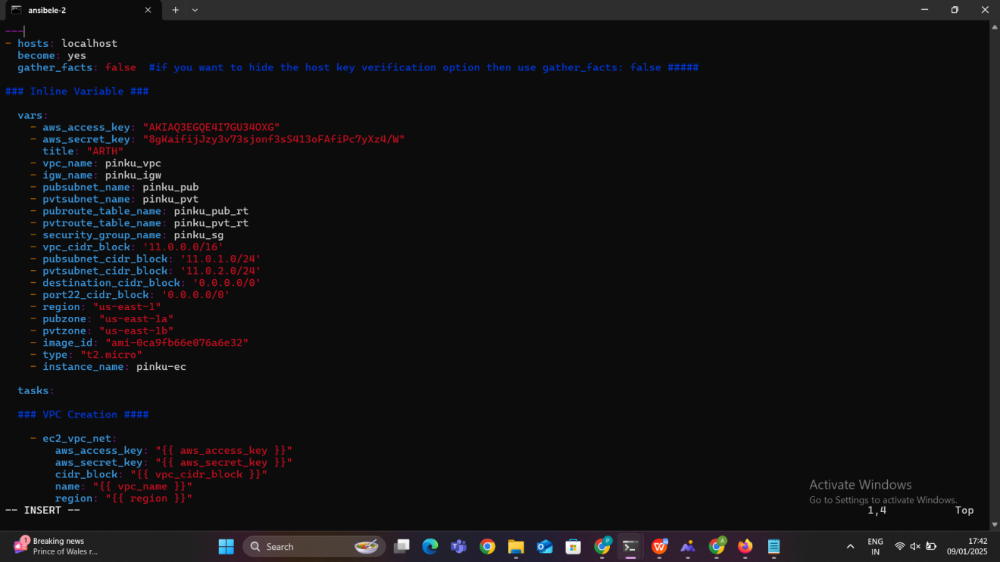 ansibele-2
---
- hosts: localhost
become: yes
gather_facts: false #if you want to hide the host key verification option then use gather_facts: false #####
### Inline Variable ###
vars:
- aws_access_key: "AKIAQ3EGQE4I7GU34OXG"
- aws_secret_key: "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"
title: "ARTH"
- vpc_name: pinku_vpc
- igw_name: pinku_igw
- pubsubnet_name: pinku_pub
- pvtsubnet_name: pinku_pvt
- pubroute_table_name: pinku_pub_rt
- pvtroute_table_name: pinku_pvt_rt
- security_group_name: pinku_sg
- vpc_cidr_block: '11.0.0.0/16'
- pubsubnet_cidr_block: '11.0.1.0/24'
- pvtsubnet_cidr_block: '11.0.2.0/24'
- destination_cidr_block: '0.0.0.0/0'
- port22_cidr_block: '0.0.0.0/0'
- region: "us-east-1"
- pubzone: "us-east-1a"
- pvtzone: "us-east-1b"
- image_id: "ami-0ca9fb66e076a6e32"
- type: "t2.micro"
- instance_name: pinku-ec
tasks:
### VPC Creation ####
- ec2_vpc_net:
aws_access_key: "{{ aws_access_key }}"
aws_secret_key: "{{ aws_secret_key }}"
cidr_block: "{{ vpc_cidr_block }}"
name: "{{ vpc_name }}"
region: "{{ region }}"
-- INSERT --
1,4
Top
Activate Windows
Go to Settings to activate Windows.
1
Breaking news
Prince of Wales r...
Search
P
A
ENG
IN
17:42
09/01/2025